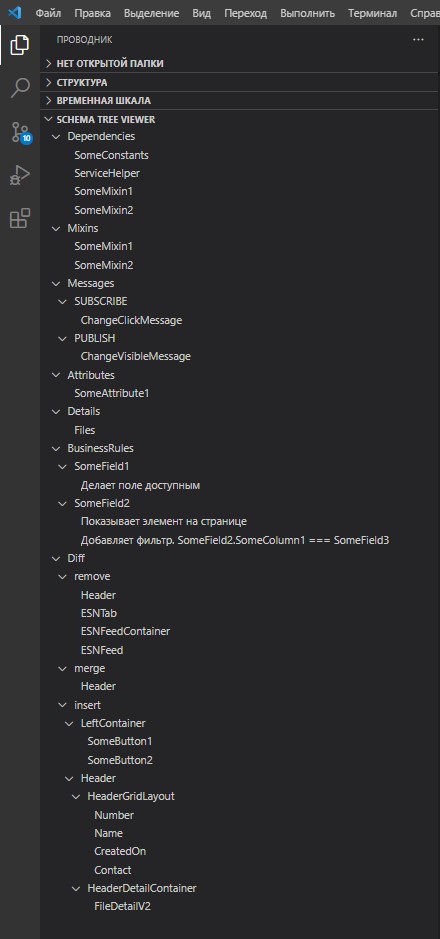 Файл Правка Выделение Вид Переход Выполнить Терминал Справ
ПРОВОДНИК ...
НЕТ ОТКРЫТОЙ ПАПКИ
СТРУКТУРА
ВРЕМЕННАЯ ШКАЛА
SCHEMA TREE VIEWER
Dependencies
SomeConstants
ServiceHelper
SomeMixin1
SomeMixin2
Mixins
SomeMixin1
SomeMixin2
Messages
SUBSCRIBE
ChangeClickMessage
PUBLISH
ChangeVisibleMessage
Attributes
SomeAttribute1
Details
Files
BusinessRules
SomeField1
Делает поле доступным
SomeField2
Показывает элемент на странице
Добавляет фильтр. SomeField2.SomeColumn1 === SomeField3
Diff
remove
Header
ESNTab
ESNFeedContainer
ESNFeed
merge
Header
insert
LeftContainer
SomeButton1
SomeButton2
Header
HeaderGridLayout
Number
Name
CreatedOn
Contact
HeaderDetailContainer
FileDetailV2
10